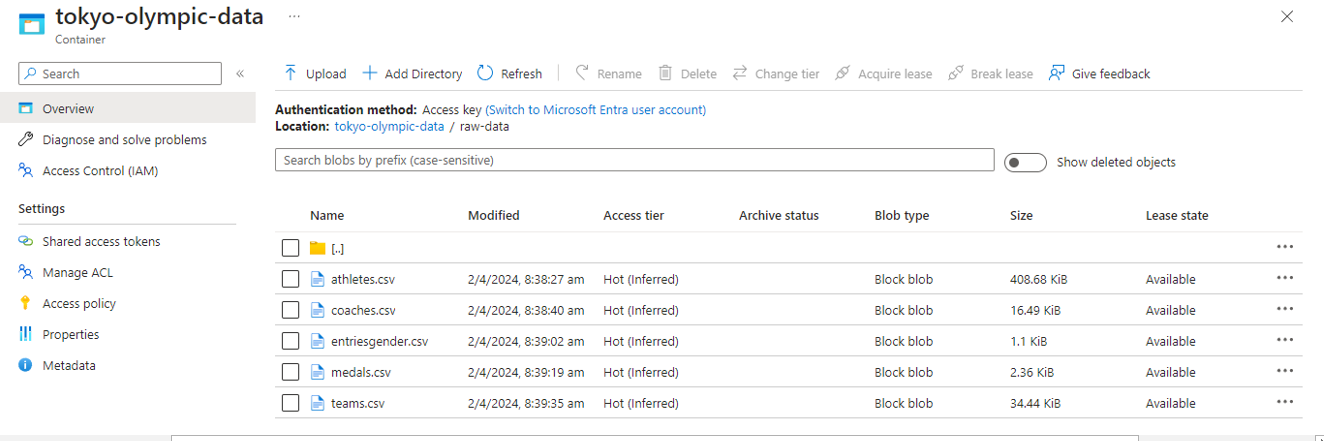 tokyo-olympic-data ...
Container
Search «
Upload Add Directory Refresh Rename Delete Change tier Acquire lease Break lease Give feedback
Overview
Diagnose and solve problems
Access Control (IAM)
Settings
Shared access tokens
Manage ACL
Access policy
Properties
Metadata
Authentication method: Access key (Switch to Microsoft Entra user account)
Location: tokyo-olympic-data / raw-data
Search blobs by prefix (case-sensitive) Show deleted objects
Name Modified Access tier Archive status Blob type Size Lease state
[..] ...
athletes.csv 2/4/2024, 8:38:27 am Hot (Inferred) Block blob 408.68 KiB Available ...
coaches.csv 2/4/2024, 8:38:40 am Hot (Inferred) Block blob 16.49 KiB Available ...
entriesgender.csv 2/4/2024, 8:39:02 am Hot (Inferred) Block blob 1.1 KiB Available ...
medals.csv 2/4/2024, 8:39:19 am Hot (Inferred) Block blob 2.36 KiB Available ...
teams.csv 2/4/2024, 8:39:35 am Hot (Inferred) Block blob 34.44 KiB Available ...